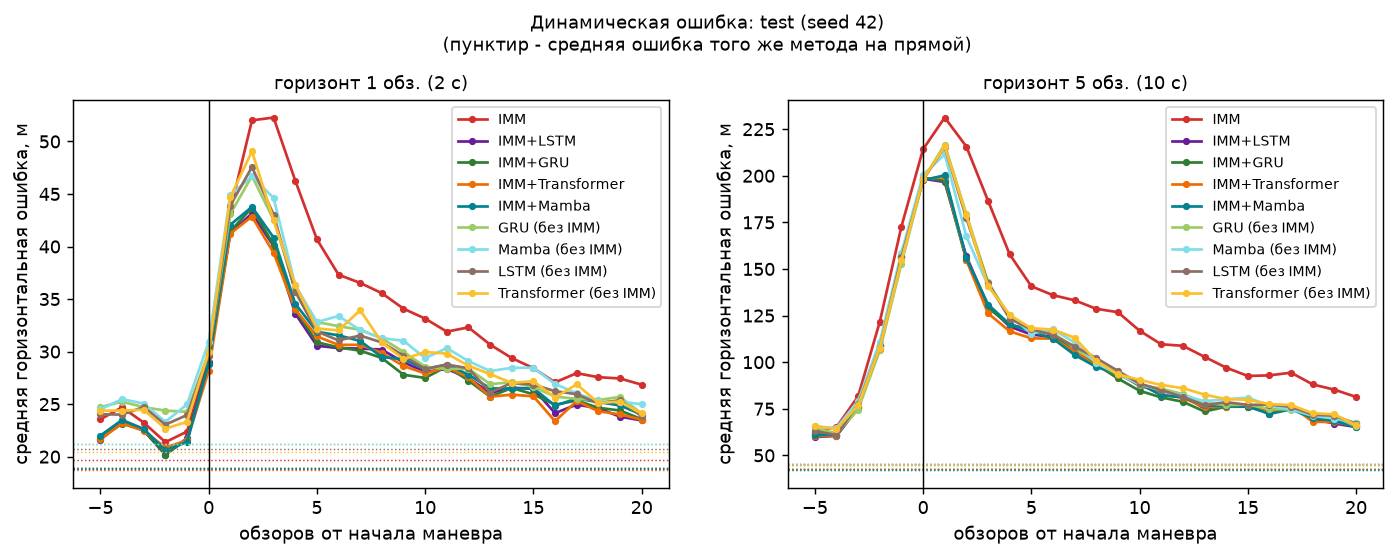 Динамическая ошибка: test (seed 42)
(пунктир - средняя ошибка того же метода на прямой)
горизонт 1 обз. (2 с)
средняя горизонтальная ошибка, м
50
45
40
35
30
25
20
−5
0
5
10
15
20
обзоров от начала маневра
IMM
IMM+LSTM
IMM+GRU
IMM+Transformer
IMM+Mamba
GRU (без IMM)
Mamba (без IMM)
LSTM (без IMM)
Transformer (без IMM)
горизонт 5 обз. (10 с)
средняя горизонтальная ошибка, м
225
200
175
150
125
100
75
50
−5
0
5
10
15
20
обзоров от начала маневра
IMM
IMM+LSTM
IMM+GRU
IMM+Transformer
IMM+Mamba
GRU (без IMM)
Mamba (без IMM)
LSTM (без IMM)
Transformer (без IMM)